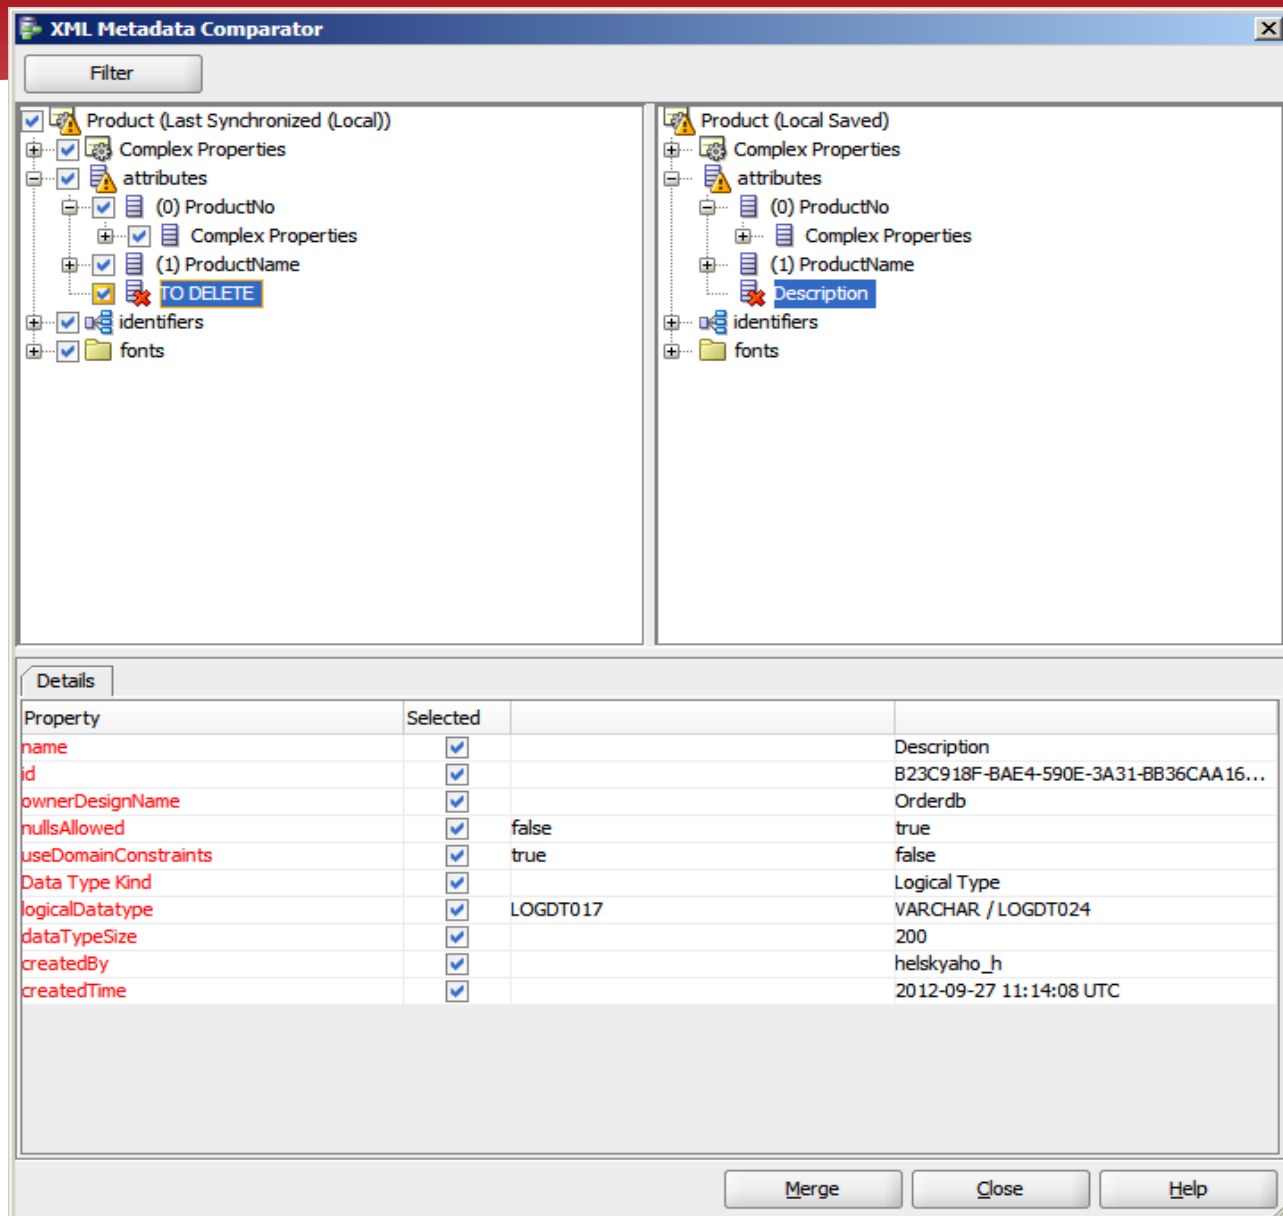 XML Metadata Comparator
Filter
Product (Last Synchronized (Local))
Complex Properties
attributes
(0) ProductNo
Complex Properties
(1) ProductName
TO DELETE
identifiers
fonts
Product (Local Saved)
Complex Properties
attributes
(0) ProductNo
Complex Properties
(1) ProductName
Description
identifiers
fonts
Details
Property Selected
name Description
id B23C918F-BAE4-590E-3A31-BB36CAA16...
ownerDesignName Orderdb
nullsAllowed false true
useDomainConstraints true false
Data Type Kind Logical Type
logicalDatatype LOGDT017 VARCHAR / LOGDT024
dataTypeSize 200
createdBy helskyaho_h
createdTime 2012-09-27 11:14:08 UTC
Merge Close Help